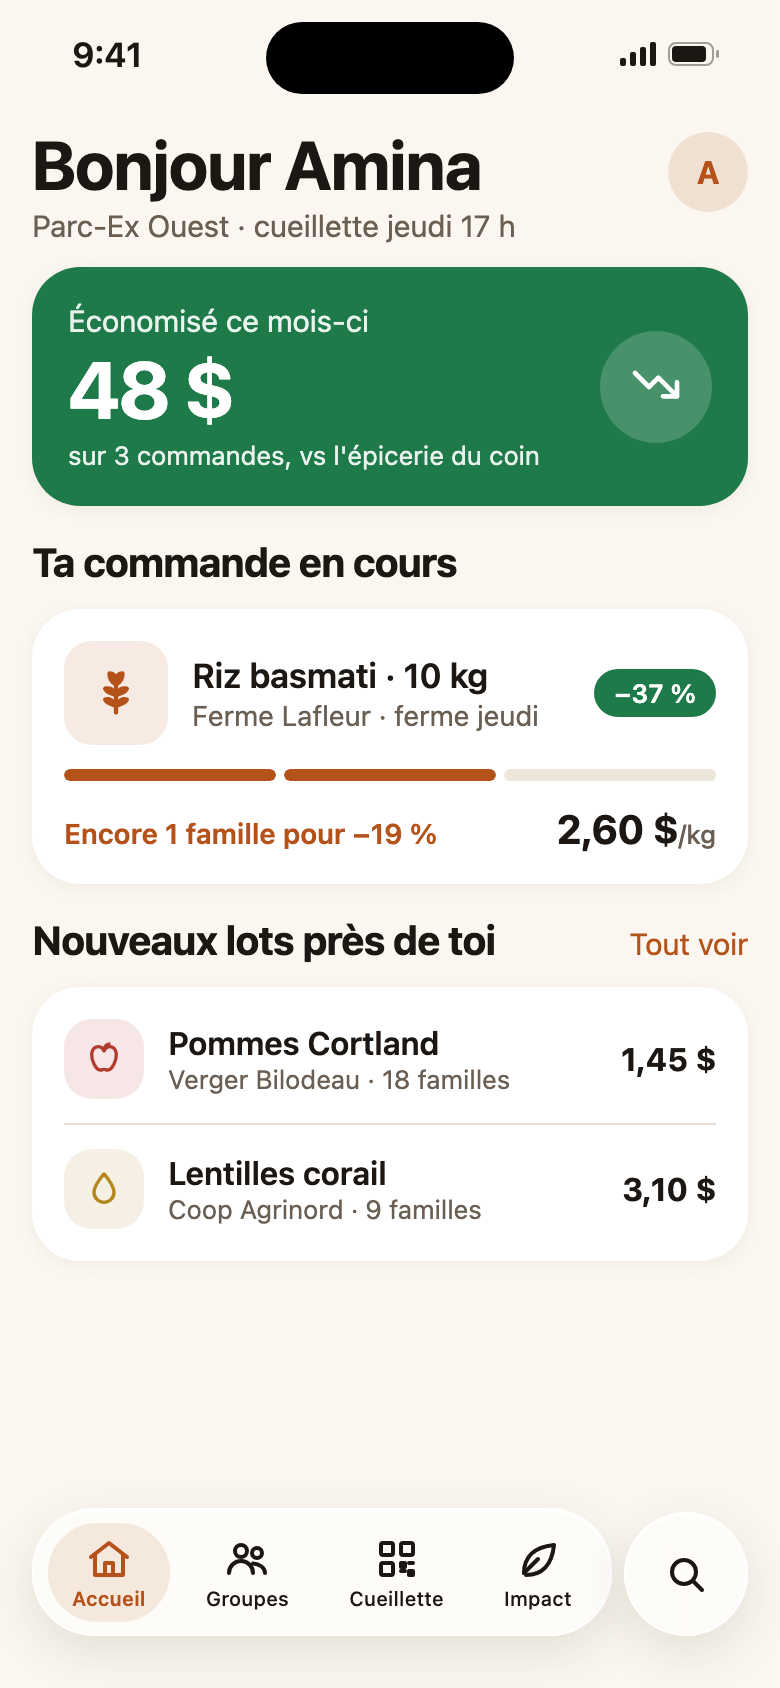 9:41
Bonjour Amina
A
Parc-Ex Ouest · cueillette jeudi 17 h
Économisé ce mois-ci
48 $
sur 3 commandes, vs l'épicerie du coin
Ta commande en cours
Riz basmati · 10 kg
Ferme Lafleur · ferme jeudi
−37 %
Encore 1 famille pour −19 %
2,60 $/kg
Nouveaux lots près de toi
Tout voir
Pommes Cortland
Verger Bilodeau · 18 familles
1,45 $
Lentilles corail
Coop Agrinord · 9 familles
3,10 $
Accueil
Groupes
Cueillette
Impact